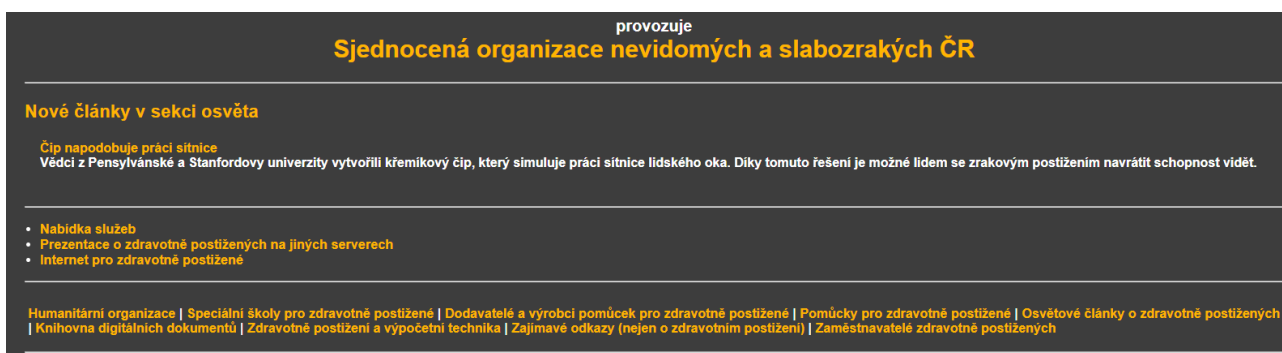 provozuje
Sjednocená organizace nevidomých a slabozrakých ČR
Nové články v sekci osvěta
Čip napodobuje práci sítnice
Vědci z Pensylvánské a Stanfordovy univerzity vytvořili křemíkový čip, který simuluje práci sítnice lidského oka. Díky tomuto řešení je možné lidem se zrakovým postižením navrátit schopnost vidět.
• Nabídka služeb
• Prezentace o zdravotně postižených na jiných serverech
• Internet pro zdravotně postižené
Humanitární organizace | Speciální školy pro zdravotně postižené | Dodavatelé a výrobci pomůcek pro zdravotně postižené | Pomůcky pro zdravotně postižené | Osvětové články o zdravotně postižených
| Knihovna digitálních dokumentů | Zdravotně postižení a výpočetní technika | Zajímavé odkazy (nejen o zdravotním postižení) | Zaměstnavatelé zdravotně postižených